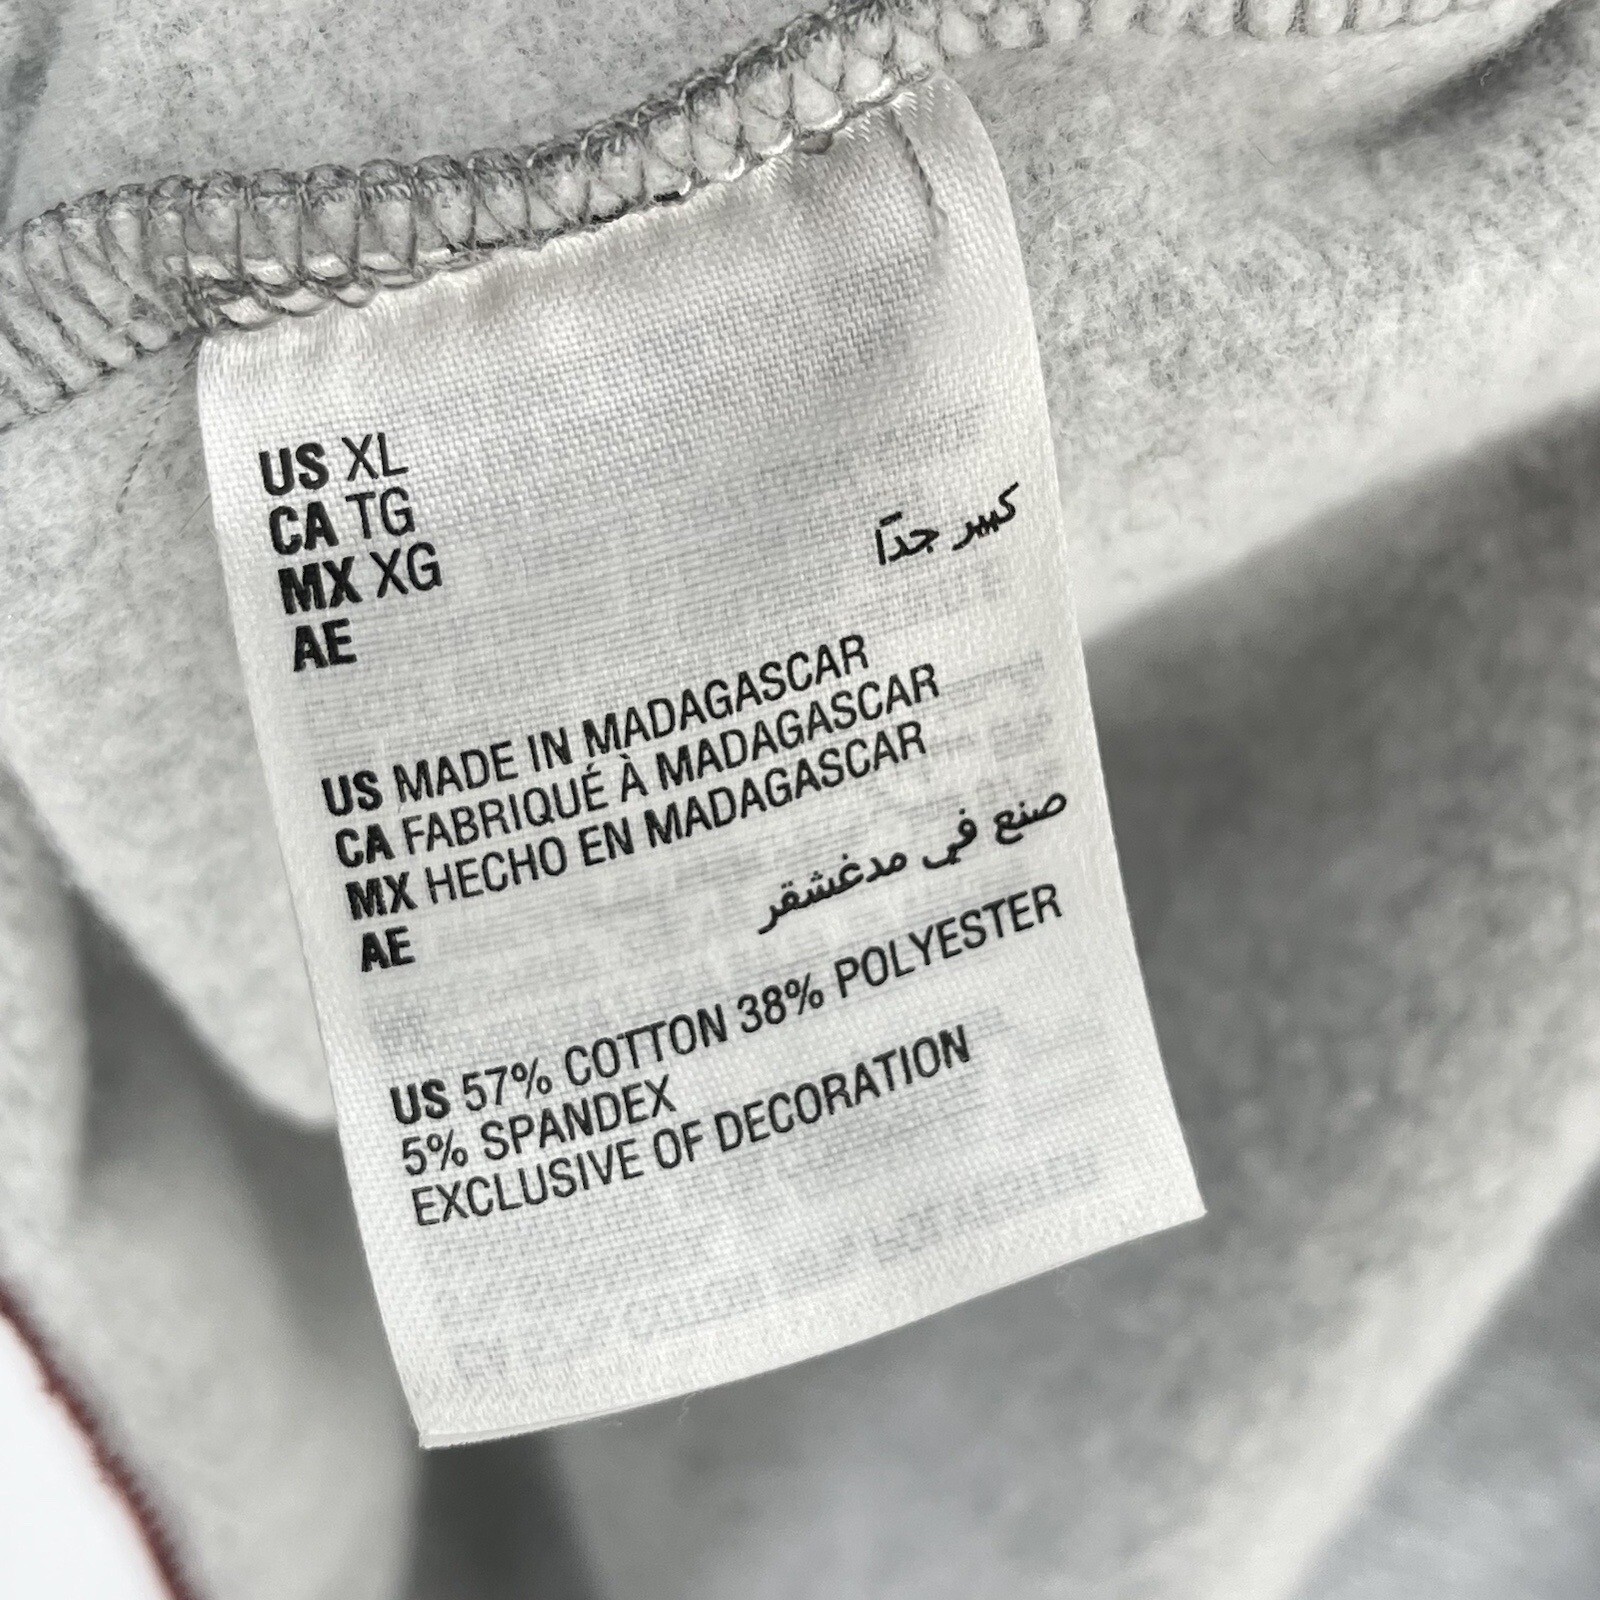 US XL
CA TG
MX XG
AE كبير جدّا
US MADE IN MADAGASCAR
CA FABRIQUÉ À MADAGASCAR
MX HECHO EN MADAGASCAR
AE صنع في مدغشقر
US 57% COTTON 38% POLYESTER
5% SPANDEX
EXCLUSIVE OF DECORATION